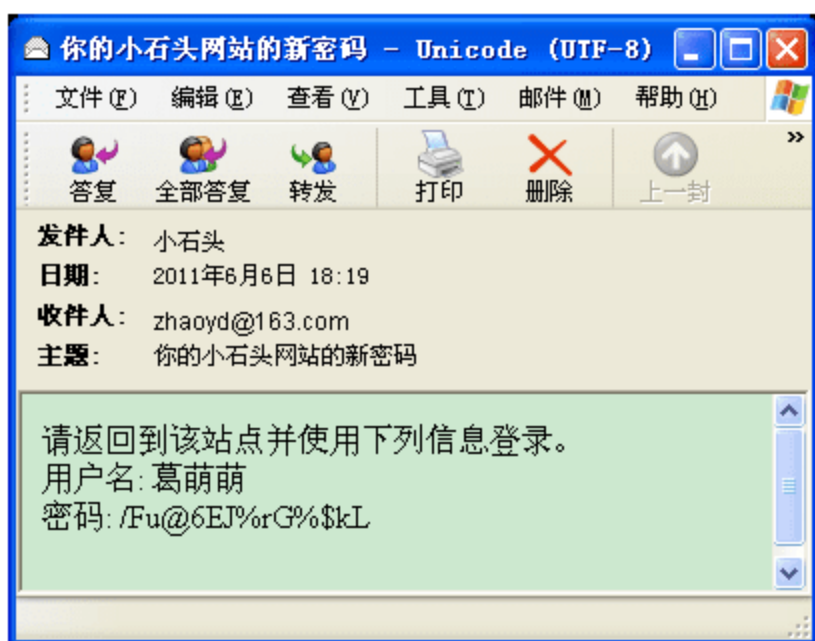 你的小石头网站的新密码 - Unicode (UTF-8)
文件(F) 编辑(E) 查看(V) 工具(T) 邮件(M) 帮助(H)
答复 全部答复 转发 打印 删除 上一封 »
发件人: 小石头
日期: 2011年6月6日 18:19
收件人: zhaoyd@163.com
主题: 你的小石头网站的新密码
请返回到该站点并使用下列信息登录。
用户名: 葛萌萌
密码: /Fu@6EJ%rG%$kL